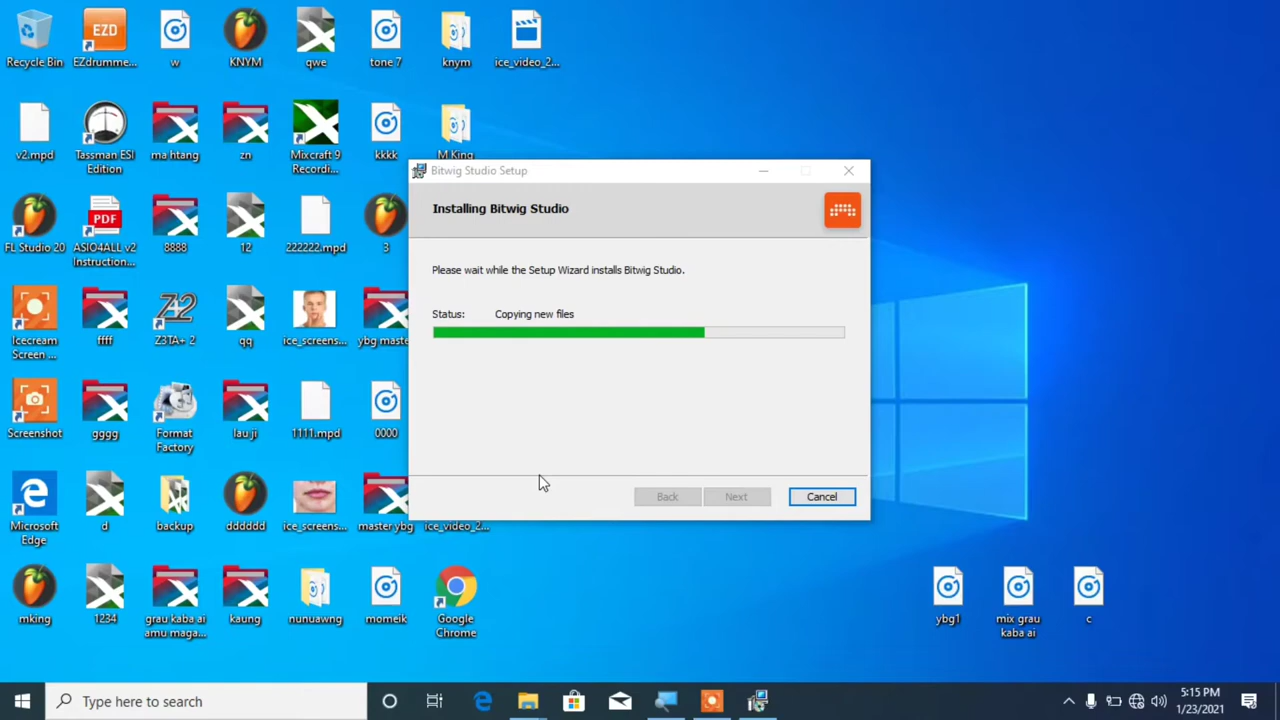 Recycle Bin
EZdrumme...
w
KNYM
qwe
tone 7
knym
ice_video_2...
v2.mpd
Tassman ESI
Edition
ma htang
zn
Mixcraft 9
Recordi...
kkkk
M King
FL Studio 20
ASIO4ALL v2
Instruction...
8888
12
222222.mpd
3
Icecream
Screen ...
ffff
Z3TA+ 2
qq
ice_screens...
ybg maste
Screenshot
gggg
Format
Factory
lau ji
1111.mpd
0000
Microsoft
Edge
d
backup
dddddd
ice_screens...
master ybg
ice_video_2...
mking
1234
grau kaba ai
amu maga...
kaung
nunuawng
momeik
Google
Chrome
ybg1
mix grau
kaba ai
c
EZD
PDF
Bitwig Studio Setup
Installing Bitwig Studio
Please wait while the Setup Wizard installs Bitwig Studio.
Status: Copying new files
Back Next Cancel
Type here to search
5:15 PM
1/23/2021